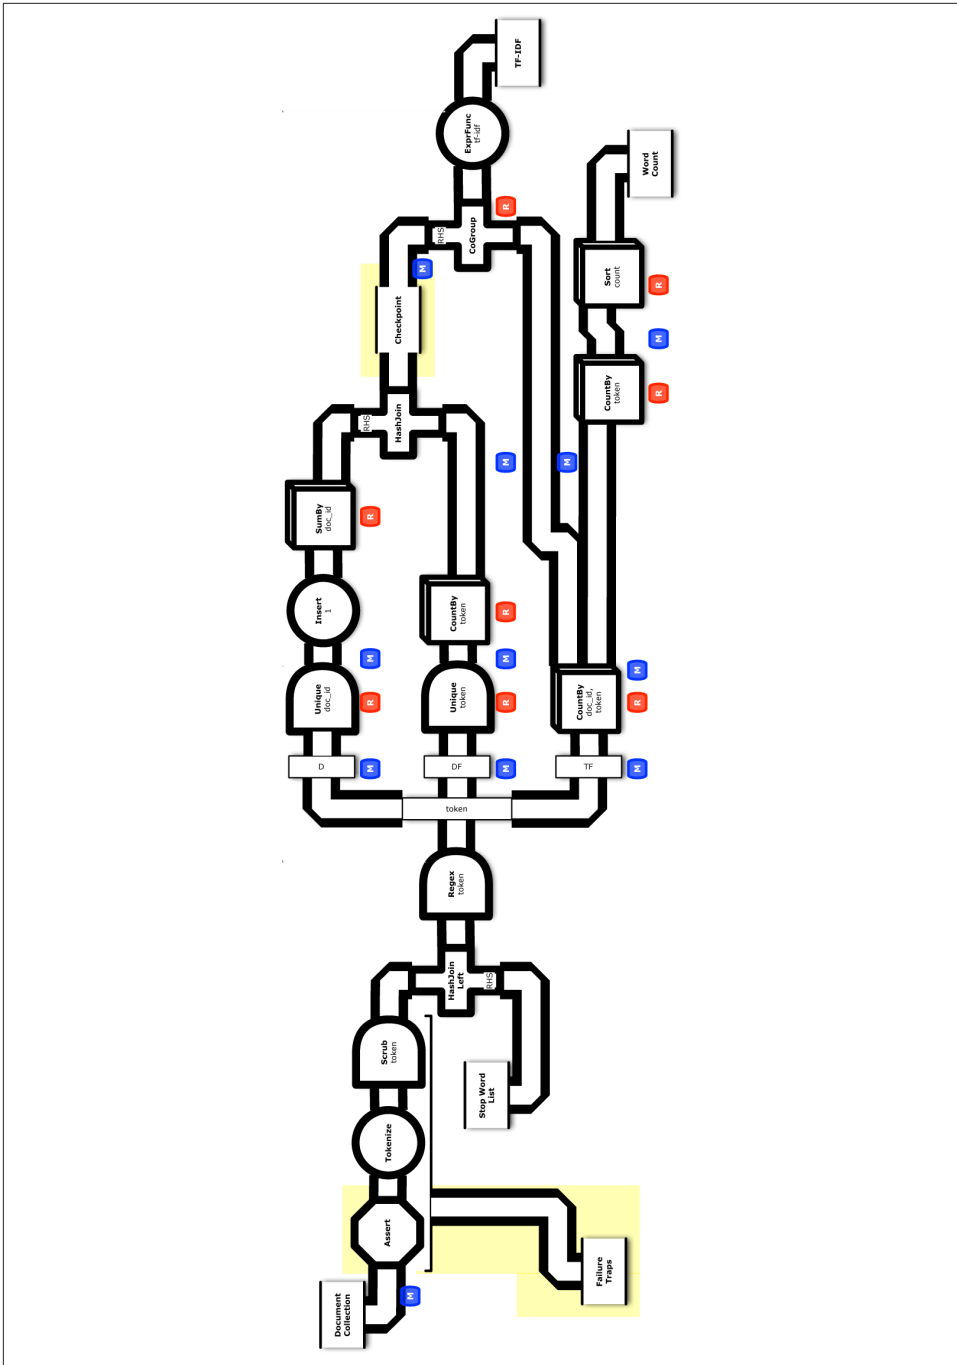 Document
Collection
M
Assert
Tokenize
Scrub
token
Failure
Traps
Stop Word
List
HashJoin
Left
RHS
Regex
token
token
D
M
Unique
doc_id
R
M
Insert
1
SumBy
doc_id
R
DF
M
Unique
token
R
M
CountBy
token
R
RHS
HashJoin
M
Checkpoint
M
RHS
CoGroup
R
ExprFunc
tf-idf
TF-IDF
TF
M
CountBy
doc_id,
token
R
M
M
CountBy
token
R
M
Sort
count
R
Word
Count